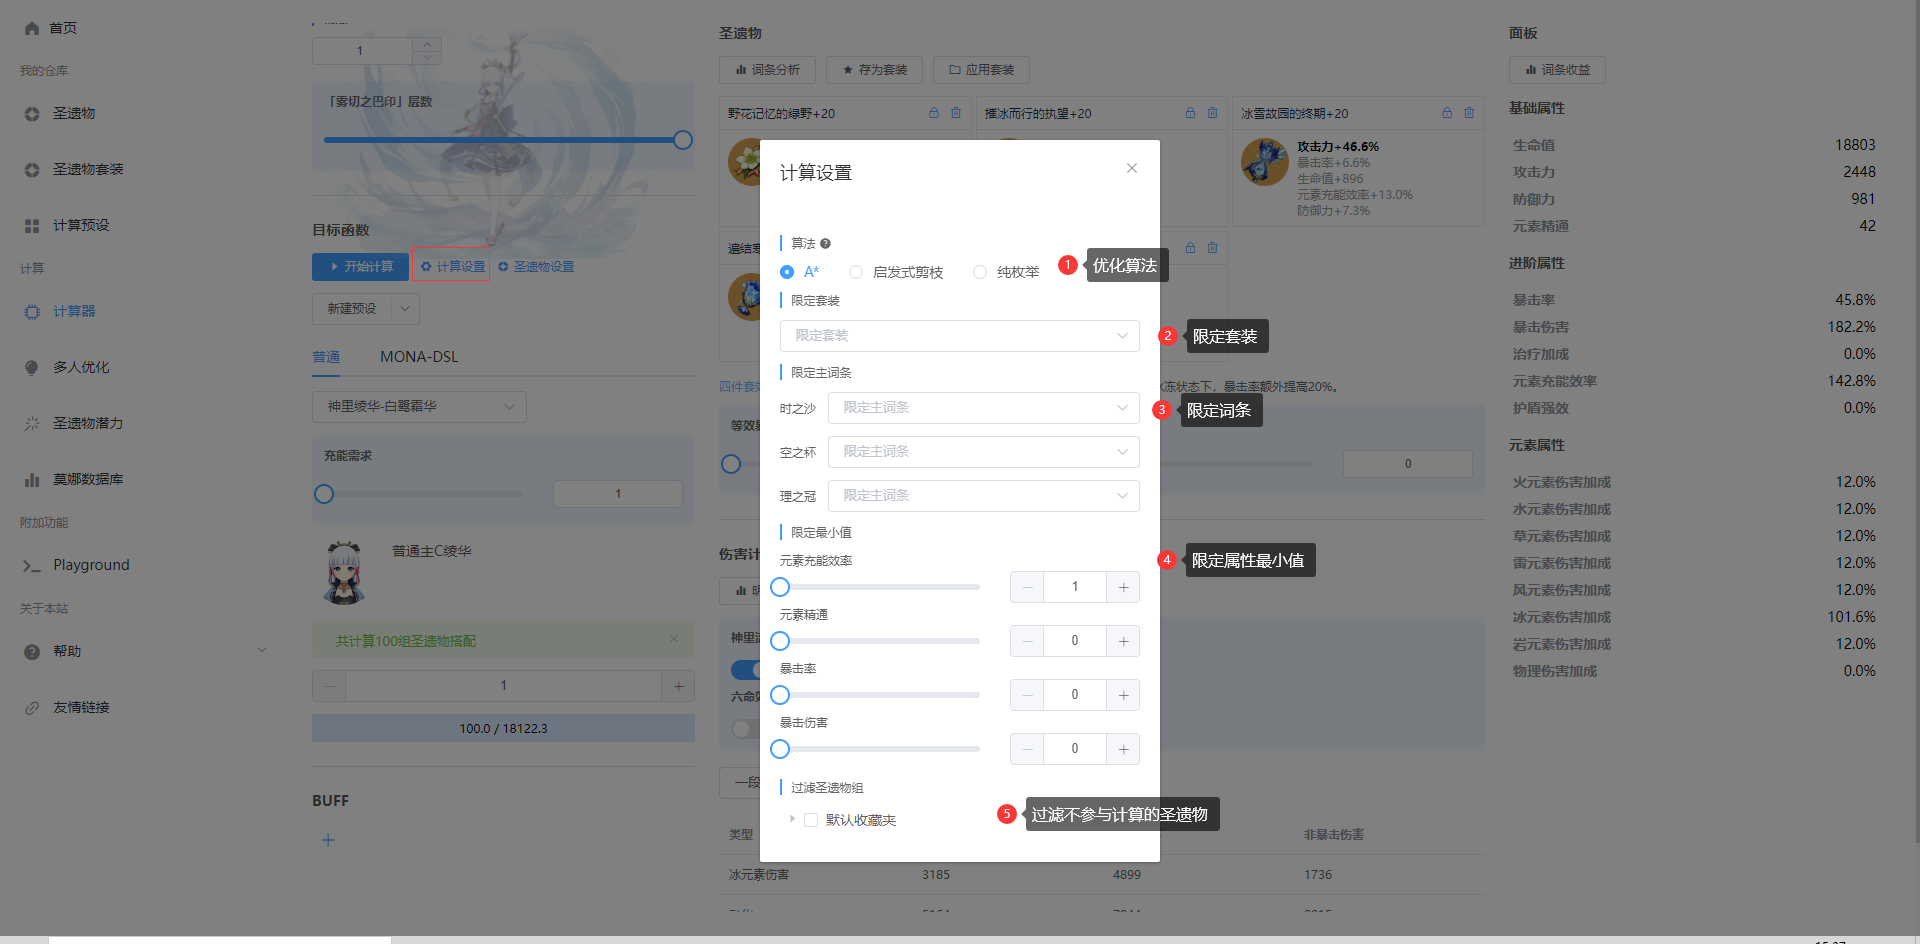 首页
我的仓库
圣遗物
圣遗物套装
计算预设
计算
计算器
多人优化
圣遗物潜力
莫娜数据库
附加功能
Playground
关于本站
帮助
友情链接
1
「雾切之巴印」层数
目标函数
开始计算
计算设置
圣遗物设置
新建预设
普通
MONA-DSL
神里绫华-白鹭霜华
充能需求
1
普通主C绫华
共计算100组圣遗物搭配
1
100.0 / 18122.3
BUFF
圣遗物
词条分析
存为套装
应用套装
野花记忆的绿野+20
摧冰而行的执望+20
冰雪故园的终期+20
攻击力+46.6%
暴击率+6.6%
生命值+896
元素充能效率+13.0%
防御力+7.3%
遍结寒
四件套
冻状态下，暴击率额外提高20%。
等效
0
伤害计
神里
六命
一段
类型
非暴击伤害
冰元素伤害
3185
4899
1736
计算设置
算法
A*
启发式剪枝
纯枚举
1 优化算法
限定套装
限定套装
2 限定套装
限定主词条
时之沙
限定主词条
3 限定词条
空之杯
限定主词条
理之冠
限定主词条
限定最小值
元素充能效率
4 限定属性最小值
1
元素精通
0
暴击率
0
暴击伤害
0
过滤圣遗物组
默认收藏夹
5 过滤不参与计算的圣遗物
面板
词条收益
基础属性
生命值 18803
攻击力 2448
防御力 981
元素精通 42
进阶属性
暴击率 45.8%
暴击伤害 182.2%
治疗加成 0.0%
元素充能效率 142.8%
护盾强效 0.0%
元素属性
火元素伤害加成 12.0%
水元素伤害加成 12.0%
草元素伤害加成 12.0%
雷元素伤害加成 12.0%
风元素伤害加成 12.0%
冰元素伤害加成 101.6%
岩元素伤害加成 12.0%
物理伤害加成 0.0%